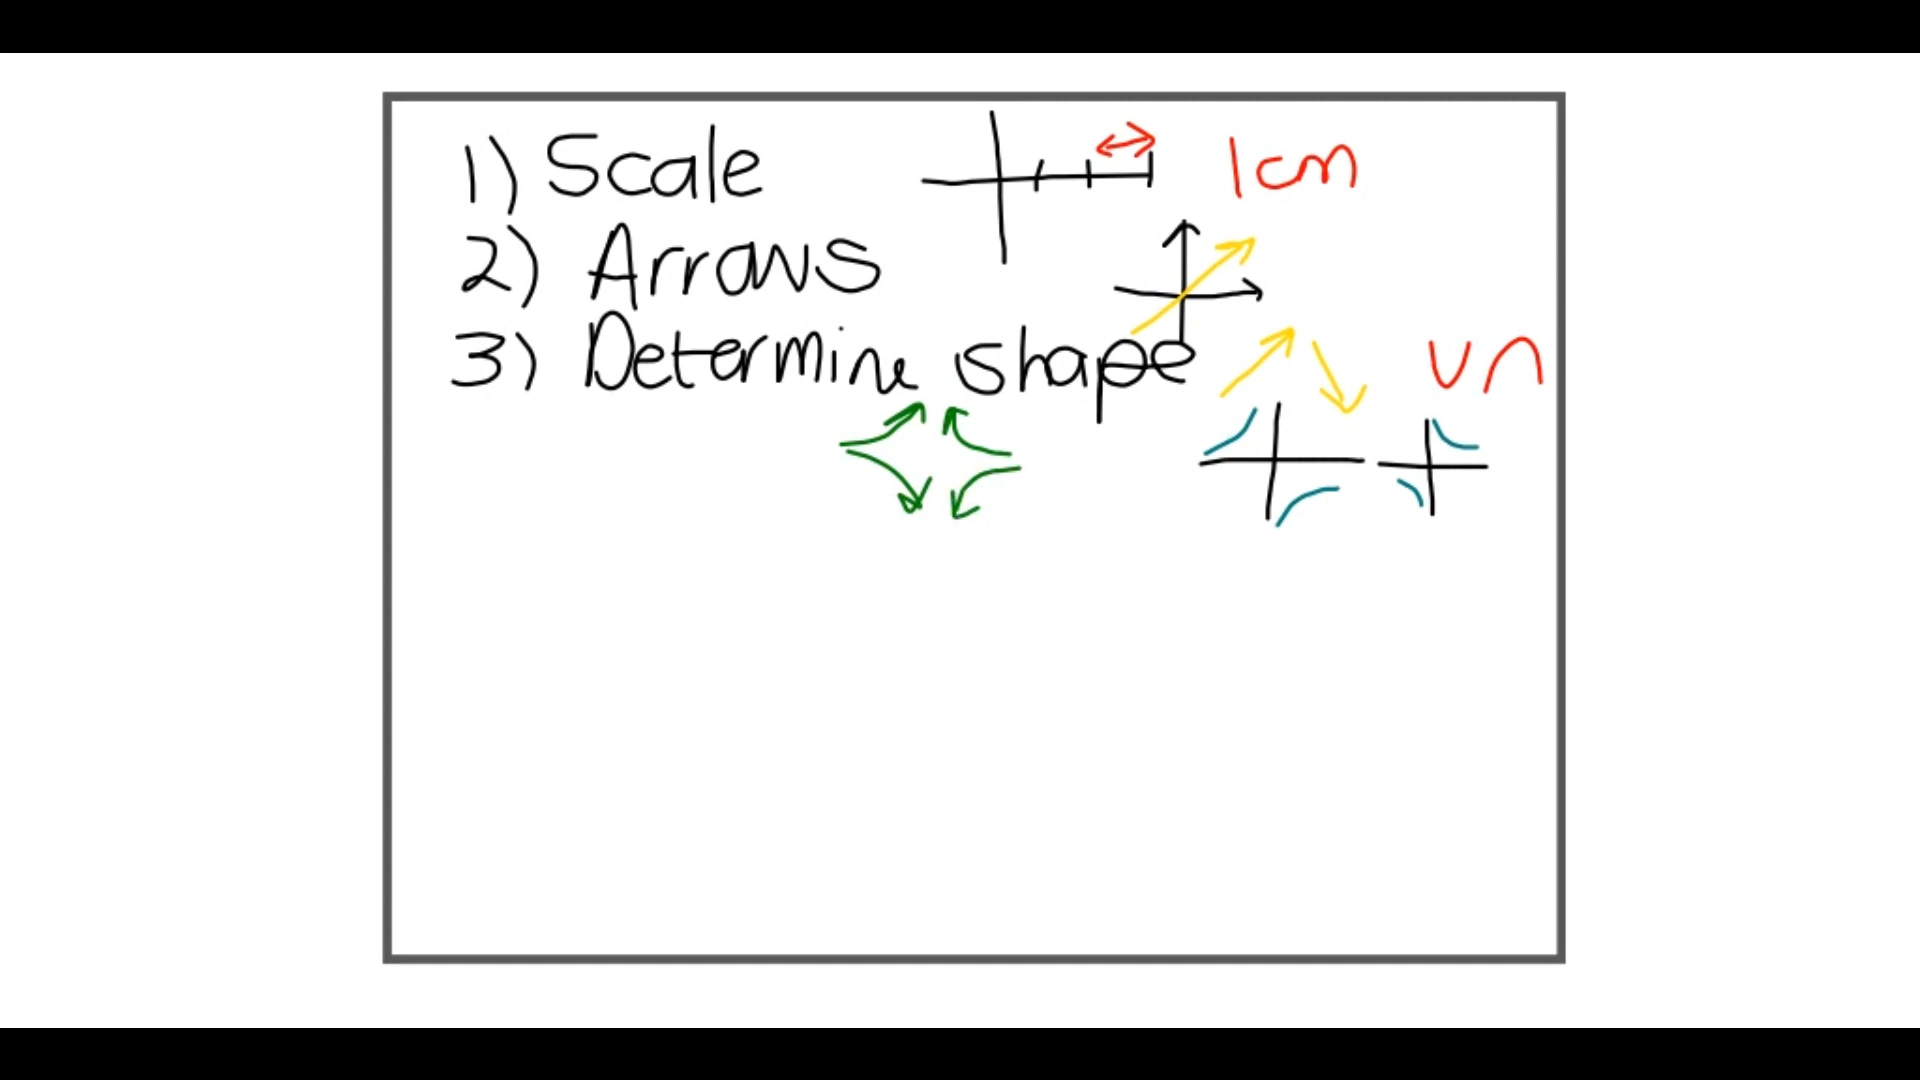 1) Scale 1cm
2) Arrows
3) Determine shape